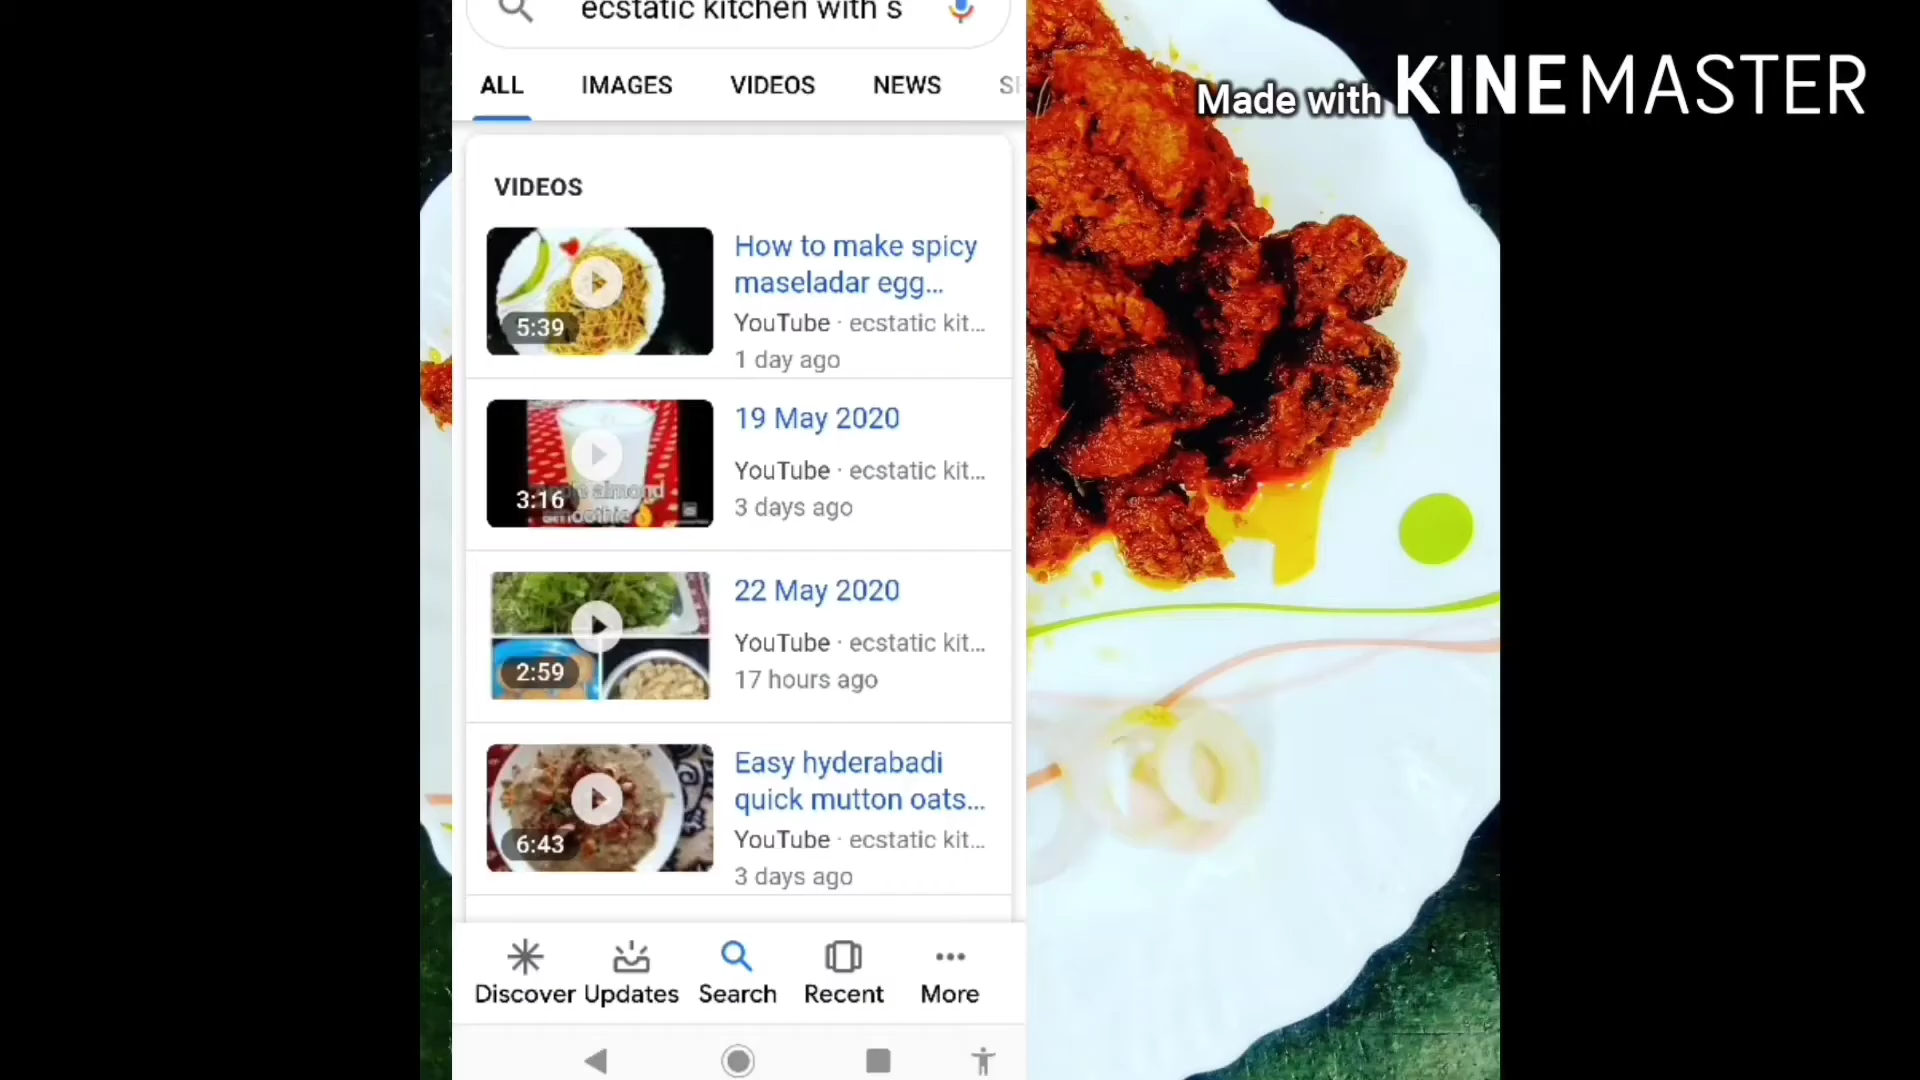 ecstatic kitchen with s
ALL IMAGES VIDEOS NEWS
Made with KINEMASTER
VIDEOS
How to make spicy
maseladar egg...
YouTube · ecstatic kit...
1 day ago
5:39
19 May 2020
YouTube · ecstatic kit...
3 days ago
3:16
almond
smoothie
22 May 2020
YouTube · ecstatic kit...
17 hours ago
2:59
Easy hyderabadi
quick mutton oats...
YouTube · ecstatic kit...
3 days ago
6:43
Discover Updates Search Recent More